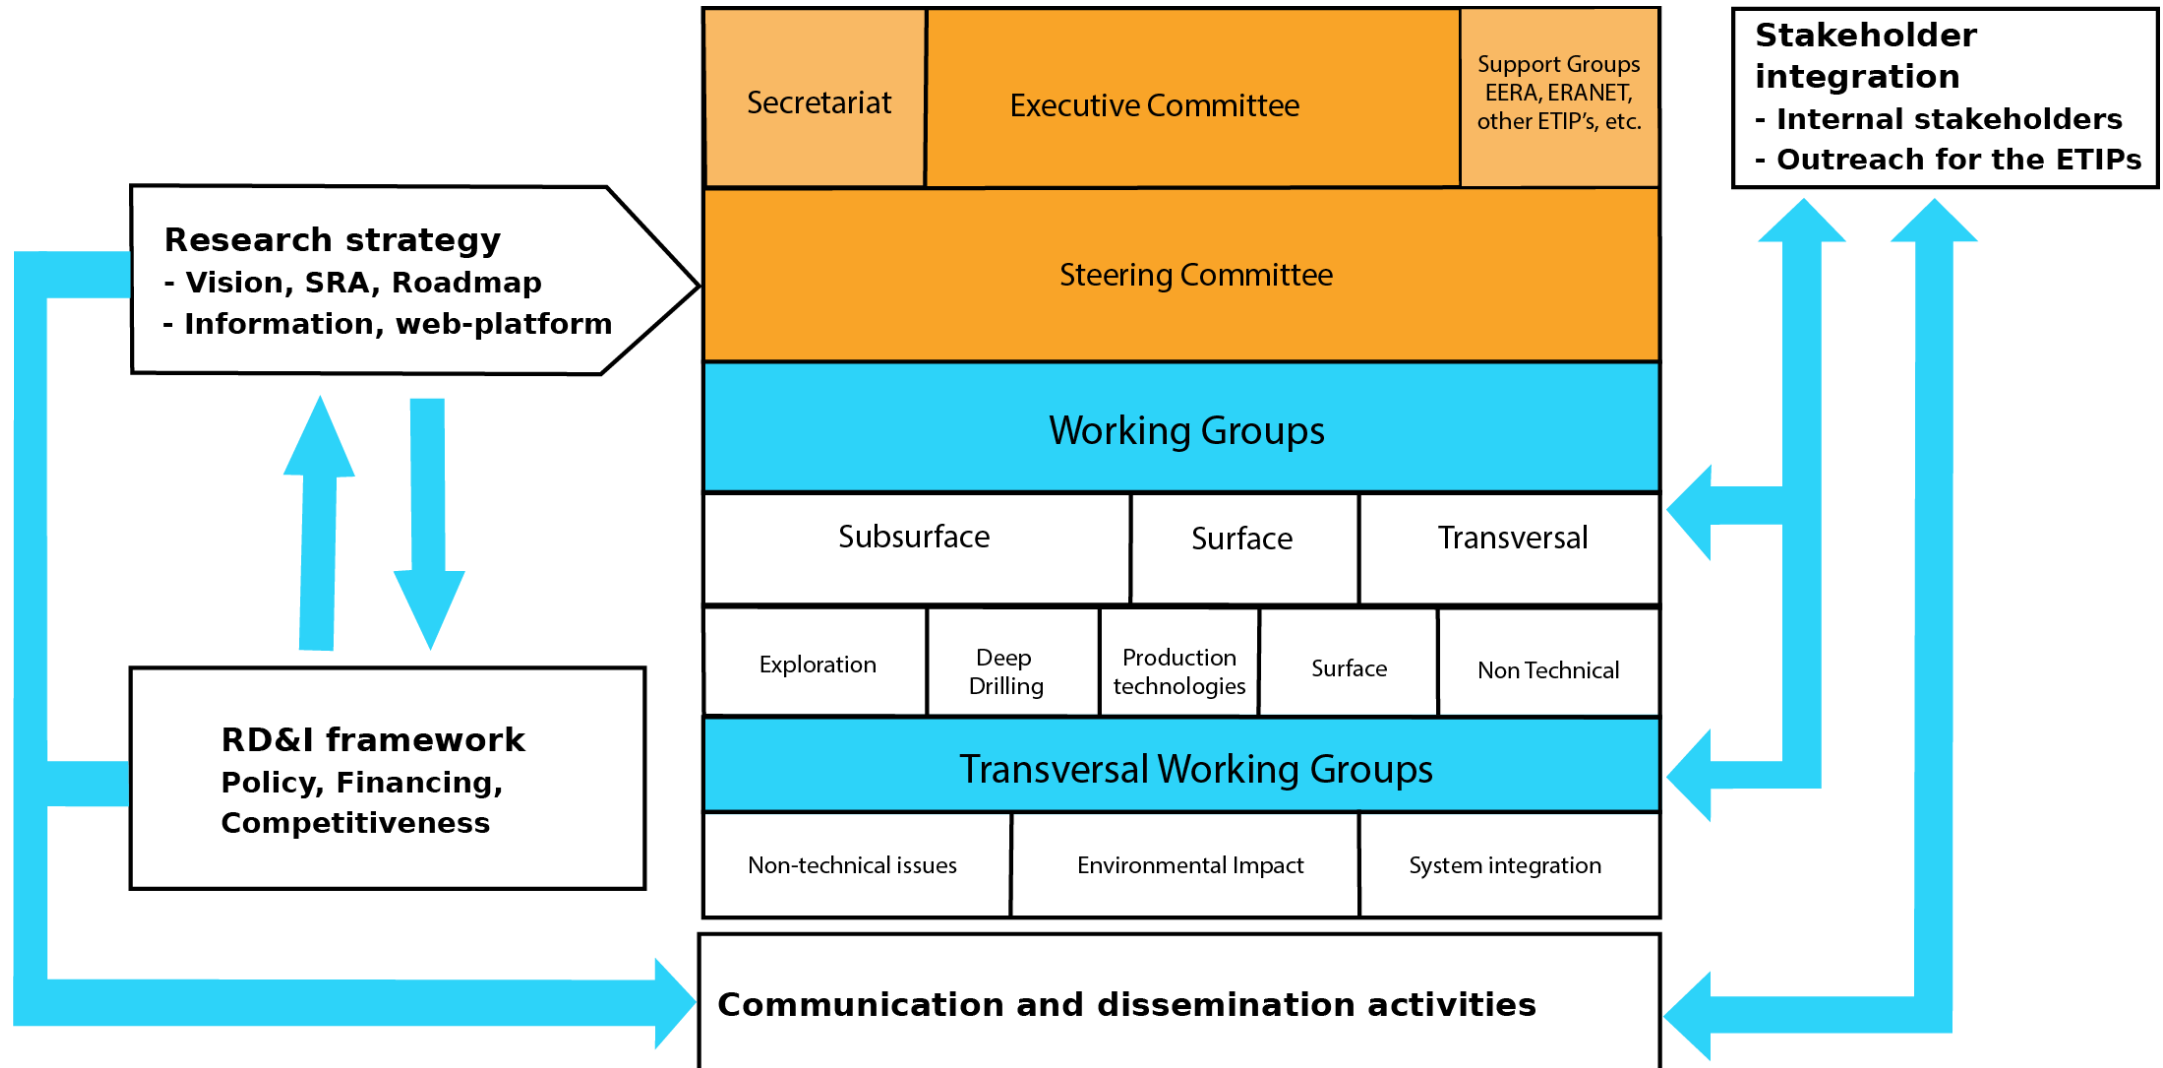 Secretariat
Executive Committee
Support Groups
EERA, ERANET,
other ETIP’s, etc.
Stakeholder
integration
- Internal stakeholders
- Outreach for the ETIPs
Research strategy
- Vision, SRA, Roadmap
- Information, web-platform
Steering Committee
Working Groups
Subsurface
Surface
Transversal
Exploration
Deep
Drilling
Production
technologies
Surface
Non Technical
RD&I framework
Policy, Financing,
Competitiveness
Transversal Working Groups
Non-technical issues
Environmental Impact
System integration
Communication and dissemination activities